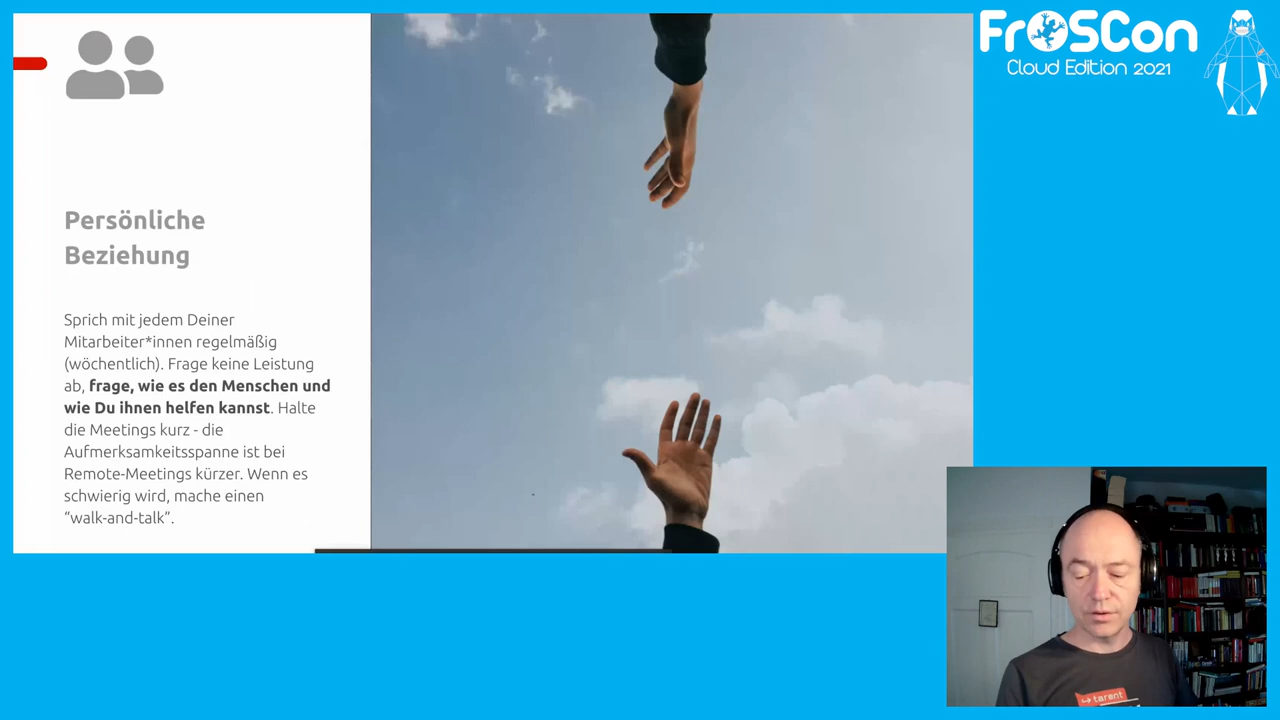 FrOSCon
Cloud Edition 2021
Persönliche
Beziehung
Sprich mit jedem Deiner
Mitarbeiter*innen regelmäßig
(wöchentlich). Frage keine Leistung
ab, frage, wie es den Menschen und
wie Du ihnen helfen kannst. Halte
die Meetings kurz - die
Aufmerksamkeitsspanne ist bei
Remote-Meetings kürzer. Wenn es
schwierig wird, mache einen
“walk-and-talk”.
tarent